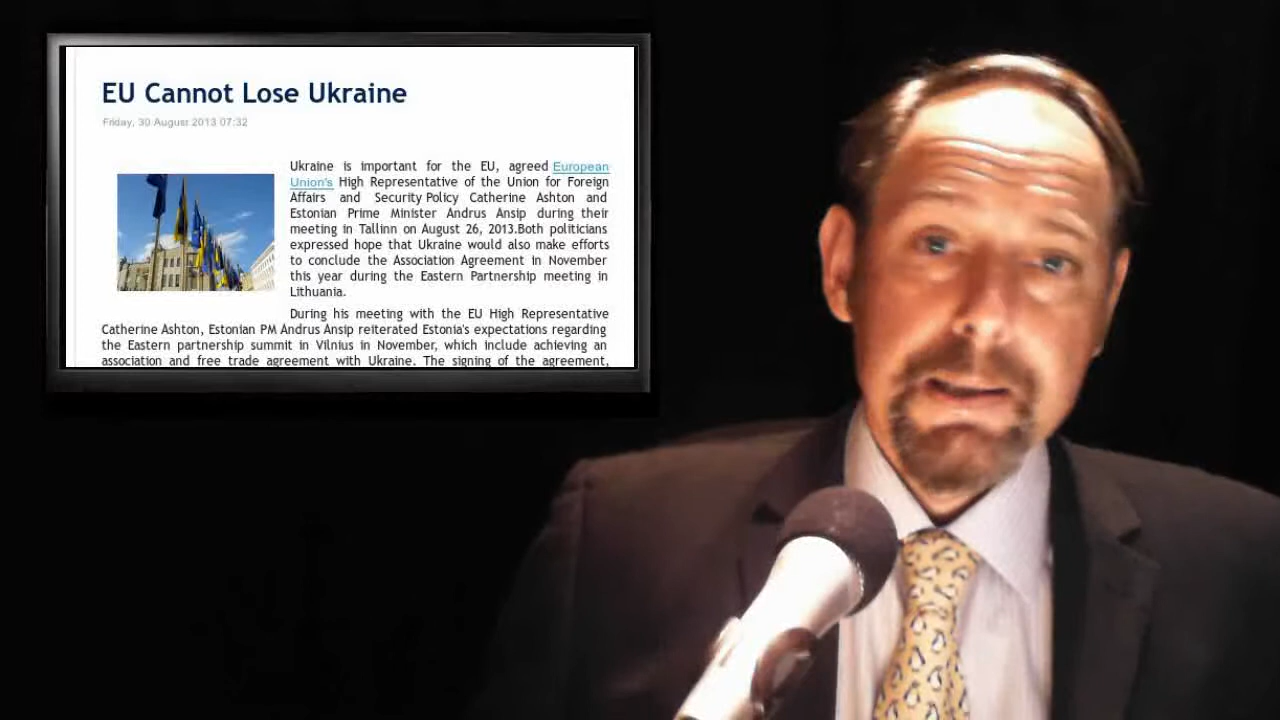 EU Cannot Lose Ukraine
Friday, 30 August 2013 07:32
Ukraine is important for the EU, agreed European
Union's High Representative of the Union for Foreign
Affairs and Security Policy Catherine Ashton and
Estonian Prime Minister Andrus Ansip during their
meeting in Tallinn on August 26, 2013.Both politicians
expressed hope that Ukraine would also make efforts
to conclude the Association Agreement in November
this year during the Eastern Partnership meeting in
Lithuania.
During his meeting with the EU High Representative
Catherine Ashton, Estonian PM Andrus Ansip reiterated Estonia's expectations regarding
the Eastern partnership summit in Vilnius in November, which include achieving an
association and free trade agreement with Ukraine. The signing of the agreement,